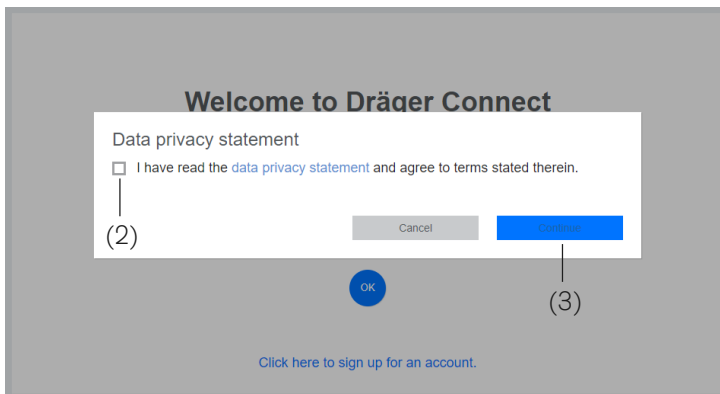 Welcome to Dräger Connect
Data privacy statement
I have read the data privacy statement and agree to terms stated therein.
(2)
Cancel
Continue
(3)
OK
Click here to sign up for an account.